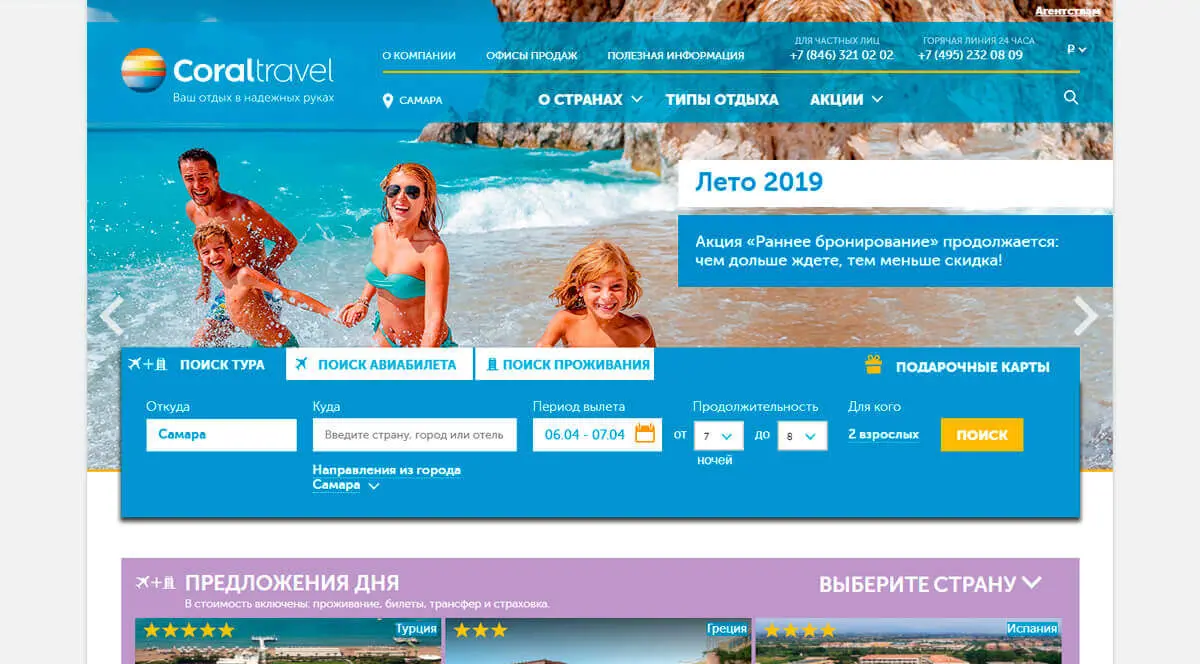 Агентствам
О КОМПАНИИ
ОФИСЫ ПРОДАЖ
ПОЛЕЗНАЯ ИНФОРМАЦИЯ
ДЛЯ ЧАСТНЫХ ЛИЦ
+7 (846) 321 02 02
ГОРЯЧАЯ ЛИНИЯ 24 ЧАСА
+7 (495) 232 08 09
₽
Coraltravel
Ваш отдых в надежных руках
САМАРА
О СТРАНАХ
ТИПЫ ОТДЫХА
АКЦИИ
Лето 2019
Акция «Раннее бронирование» продолжается:
чем дольше ждете, тем меньше скидка!
ПОИСК ТУРА
ПОИСК АВИАБИЛЕТА
ПОИСК ПРОЖИВАНИЯ
ПОДАРОЧНЫЕ КАРТЫ
Откуда
Куда
Период вылета
Продолжительность
Для кого
Самара
Введите страну, город или отель
06.04 - 07.04
от
7
до
8
2 взрослых
ПОИСК
ночей
Направления из города
Самара
ПРЕДЛОЖЕНИЯ ДНЯ
В стоимость включены: проживание, билеты, трансфер и страховка.
ВЫБЕРИТЕ СТРАНУ
Турция
Греция
Испания